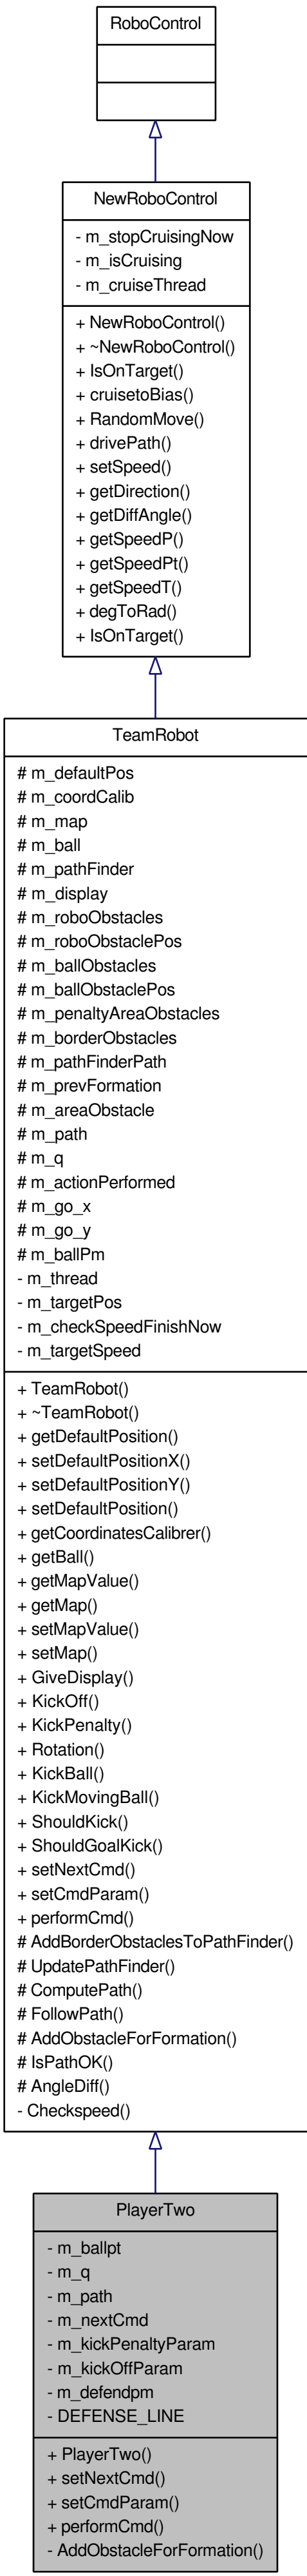 RoboControl
NewRoboControl
- m_stopCruisingNow
- m_isCruising
- m_cruiseThread
+ NewRoboControl()
+ ~NewRoboControl()
+ IsOnTarget()
+ cruisetoBias()
+ RandomMove()
+ drivePath()
+ setSpeed()
+ getDirection()
+ getDiffAngle()
+ getSpeedP()
+ getSpeedPt()
+ getSpeedT()
+ degToRad()
+ IsOnTarget()
TeamRobot
# m_defaultPos
# m_coordCalib
# m_map
# m_ball
# m_pathFinder
# m_display
# m_roboObstacles
# m_roboObstaclePos
# m_ballObstacles
# m_ballObstaclePos
# m_penaltyAreaObstacles
# m_borderObstacles
# m_pathFinderPath
# m_prevFormation
# m_areaObstacle
# m_path
# m_q
# m_actionPerformed
# m_go_x
# m_go_y
# m_ballPm
- m_thread
- m_targetPos
- m_checkSpeedFinishNow
- m_targetSpeed
+ TeamRobot()
+ ~TeamRobot()
+ getDefaultPosition()
+ setDefaultPositionX()
+ setDefaultPositionY()
+ setDefaultPosition()
+ getCoordinatesCalibrer()
+ getBall()
+ getMapValue()
+ getMap()
+ setMapValue()
+ setMap()
+ GiveDisplay()
+ KickOff()
+ KickPenalty()
+ Rotation()
+ KickBall()
+ KickMovingBall()
+ ShouldKick()
+ ShouldGoalKick()
+ setNextCmd()
+ setCmdParam()
+ performCmd()
# AddBorderObstaclesToPathFinder()
# UpdatePathFinder()
# ComputePath()
# FollowPath()
# AddObstacleForFormation()
# IsPathOK()
# AngleDiff()
- Checkspeed()
PlayerTwo
- m_ballpt
- m_q
- m_path
- m_nextCmd
- m_kickPenaltyParam
- m_kickOffParam
- m_defendpm
- DEFENSE_LINE
+ PlayerTwo()
+ setNextCmd()
+ setCmdParam()
+ performCmd()
- AddObstacleForFormation()